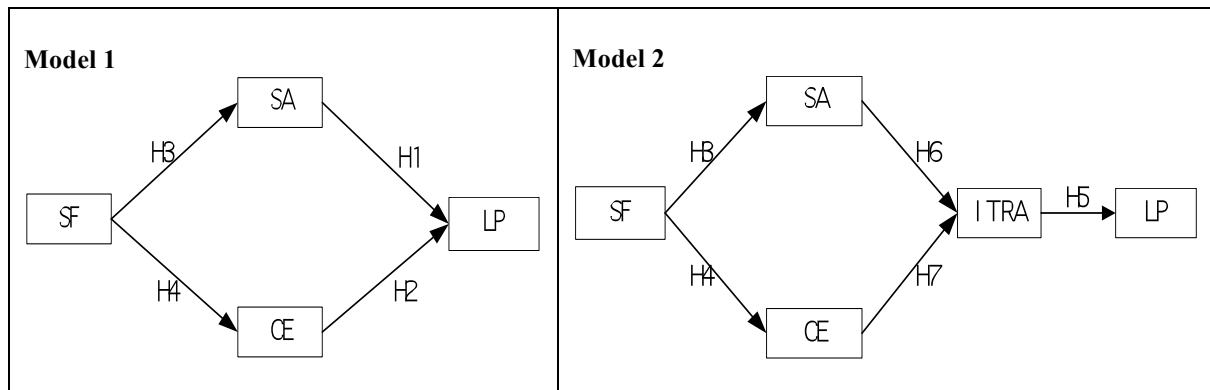 Model 1
SA
H3
H1
SF
LP
H4
H2
CE
Model 2
SA
H3
H6
SF
ITRA
H5
LP
H4
H7
CE